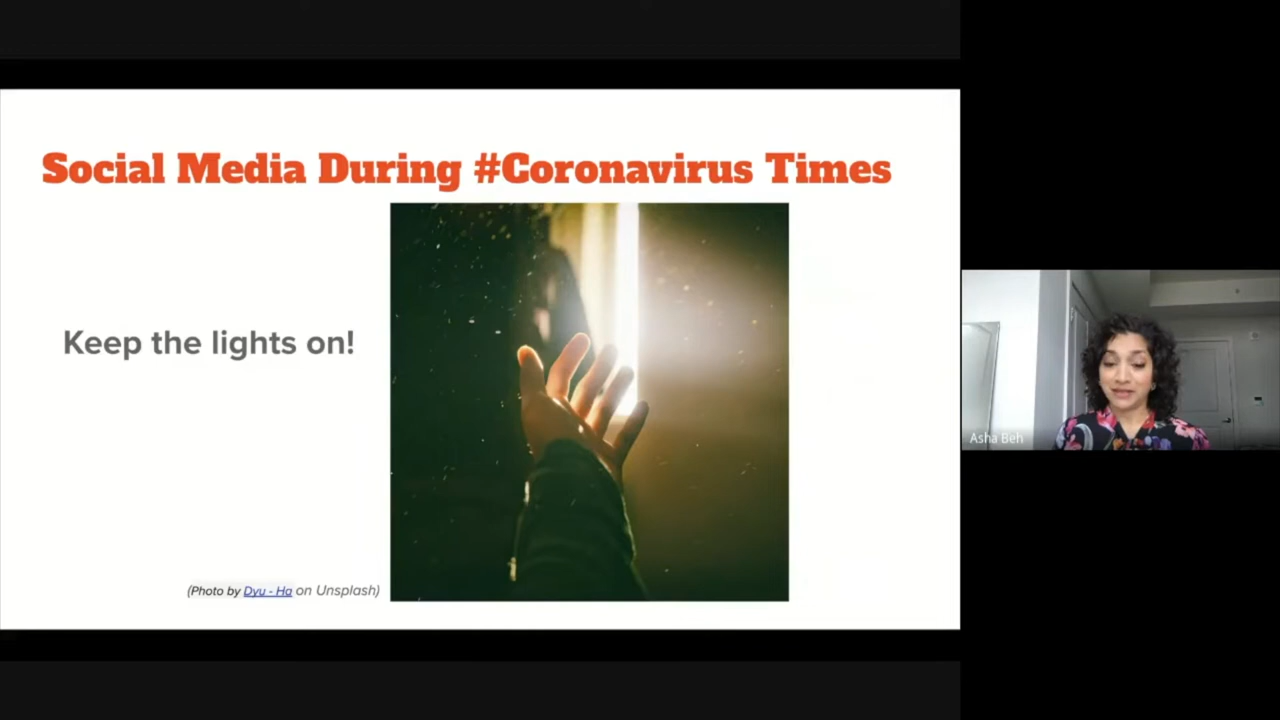 Social Media During #Coronavirus Times
Keep the lights on!
(Photo by Dyu - Ha on Unsplash)
Asha Beh